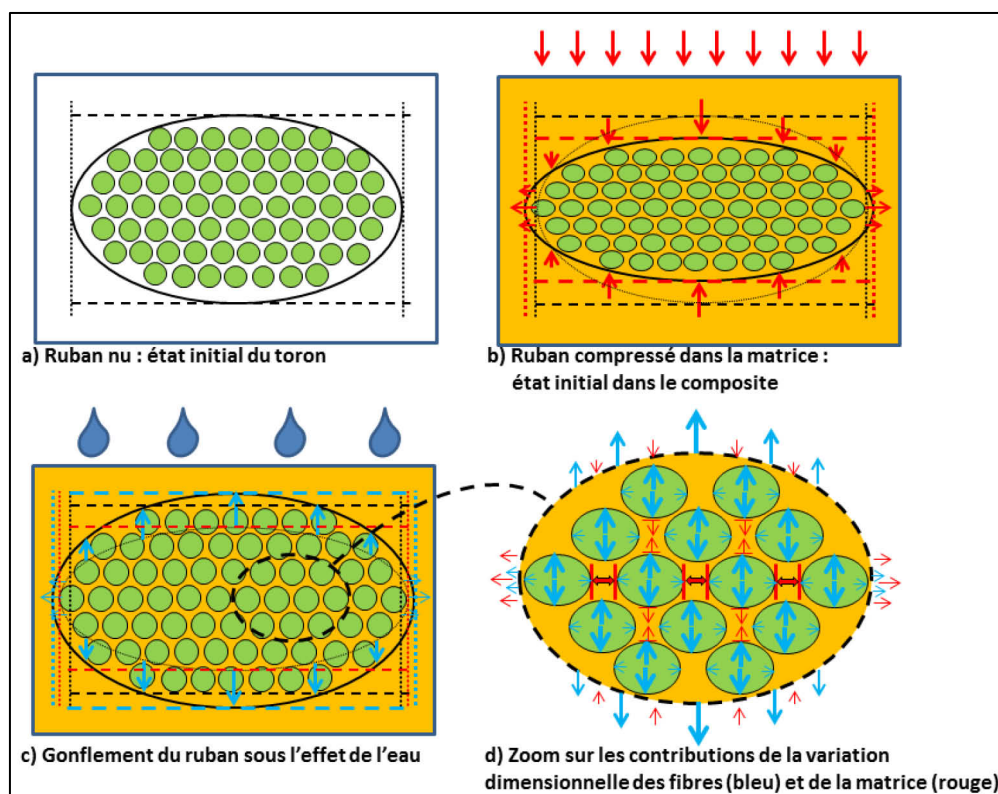 a) Ruban nu : état initial du toron
b) Ruban compressé dans la matrice :
état initial dans le composite
c) Gonflement du ruban sous l'effet de l'eau
d) Zoom sur les contributions de la variation
dimensionnelle des fibres (bleu) et de la matrice (rouge)